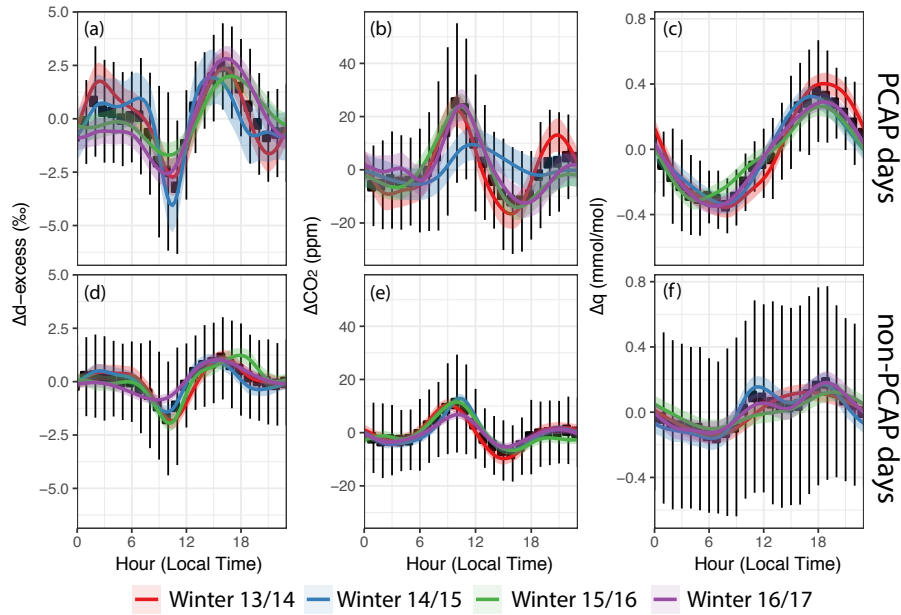 (a)
(b)
(c)
PCAP days
Δd−excess (‰)
5.0
2.5
0.0
−2.5
−5.0
ΔCO₂ (ppm)
40
20
0
−20
Δq (mmol/mol)
0.8
0.4
0.0
−0.4
(d)
(e)
(f)
non-PCAP days
5.0
2.5
0.0
−2.5
−5.0
40
20
0
−20
0.8
0.4
0.0
−0.4
0 6 12 18
0 6 12 18
0 6 12 18
Hour (Local Time)
Hour (Local Time)
Hour (Local Time)
Winter 13/14 Winter 14/15 Winter 15/16 Winter 16/17